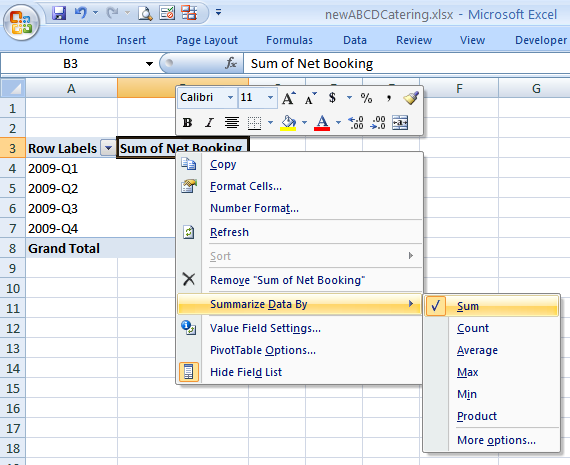 newABCDCatering.xlsx - Microsoft Excel
Home Insert Page Layout Formulas Data Review View Developer
B3 fx Sum of Net Booking
Calibri 11 A A $ % ,
B I A .00 .0
A F G
1
2
3 Row Labels Sum of Net Booking
4 2009-Q1
5 2009-Q2
6 2009-Q3
7 2009-Q4
8 Grand Total
9
10
11
12
13
14
15
16
17
18
Copy
Format Cells...
Number Format...
Refresh
Sort
Remove "Sum of Net Booking"
Summarize Data By
Value Field Settings...
PivotTable Options...
Hide Field List
Sum
Count
Average
Max
Min
Product
More options...